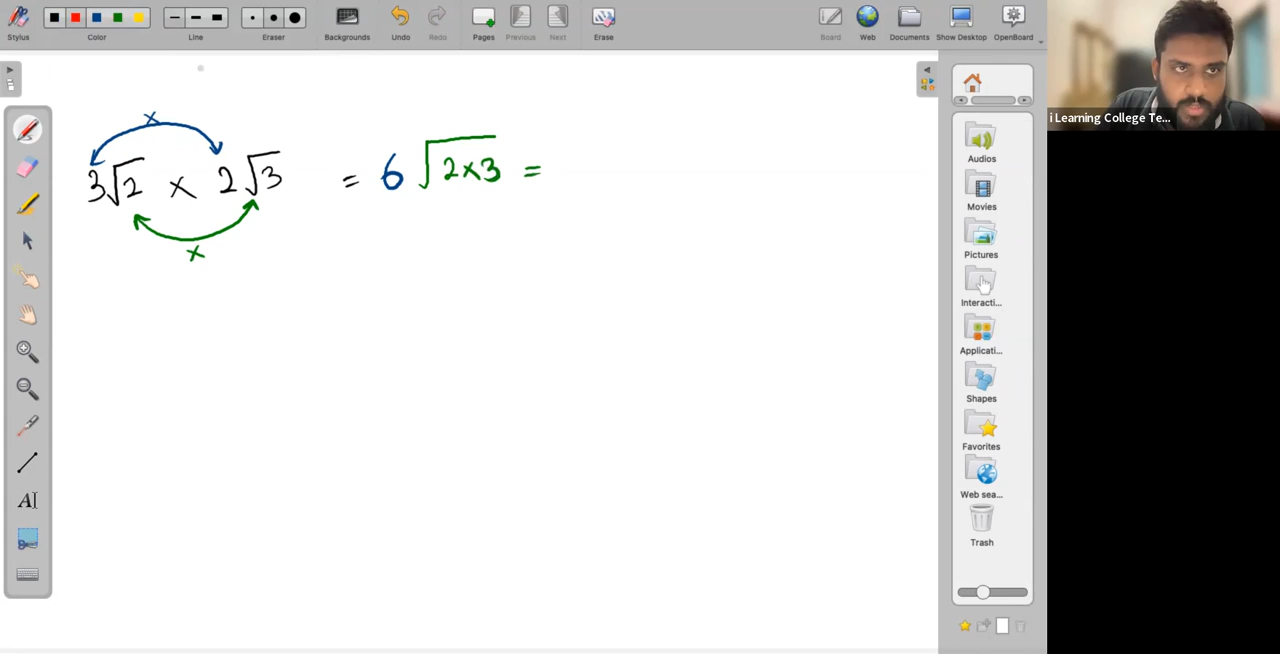 Stylus Color Line Eraser Backgrounds Undo Redo Pages Previous Next Erase Board Web Documents Show Desktop OpenBoard
i Learning College Te...
x
3√2 x 2√3 = 6 √2×3 =
x
Audios
Movies
Pictures
Interacti...
Applicati...
Shapes
Favorites
Web sea...
Trash
A